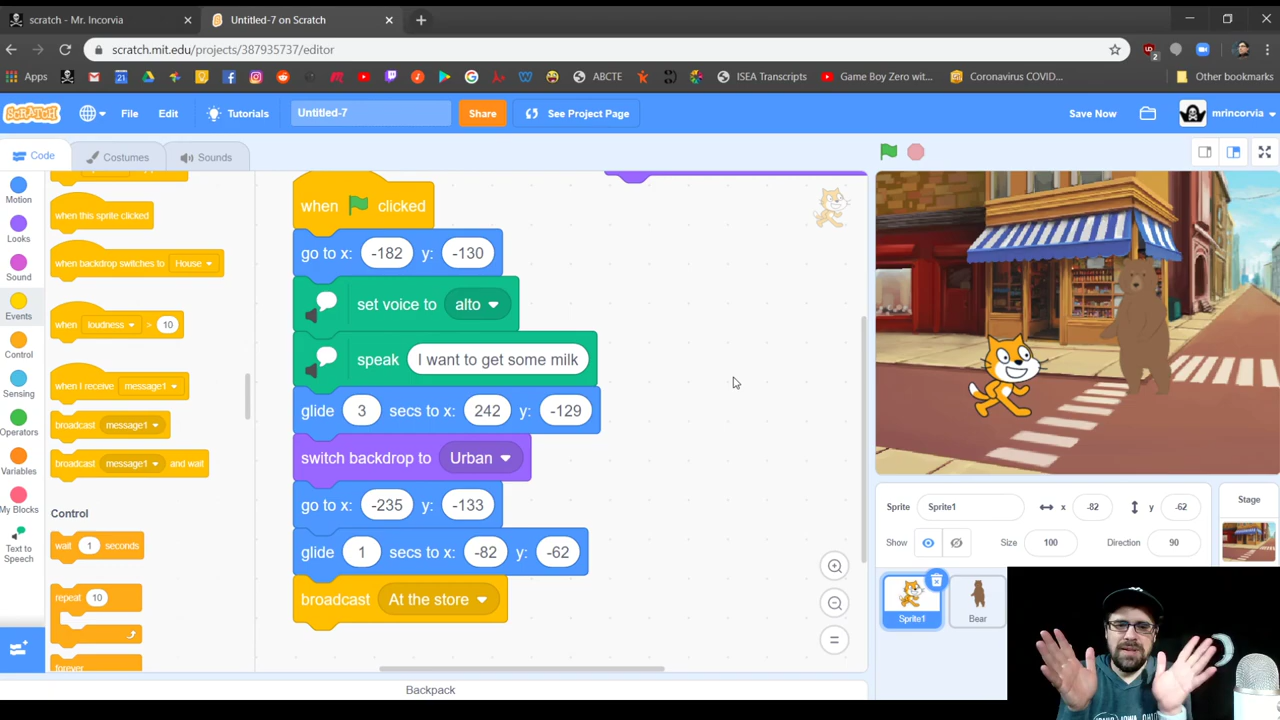 scratch - Mr. Incorvia
Untitled-7 on Scratch
scratch.mit.edu/projects/387935737/editor
2
Apps
21
ABCTE
ISEA Transcripts
Game Boy Zero wit...
Coronavirus COVID...
Other bookmarks
SCRATCH
File
Edit
Tutorials
Untitled-7
Share
See Project Page
Save Now
mrincorvia
Code
Costumes
Sounds
Motion
Looks
Sound
Events
Control
Sensing
Operators
Variables
My Blocks
Text to
Speech
when this sprite clicked
when backdrop switches to House
when loudness > 10
when I receive message1
broadcast message1
broadcast message1 and wait
Control
wait 1 seconds
repeat 10
forever
when clicked
go to x: -182 y: -130
set voice to alto
speak I want to get some milk
glide 3 secs to x: 242 y: -129
switch backdrop to Urban
go to x: -235 y: -133
glide 1 secs to x: -82 y: -62
broadcast At the store
Backpack
Sprite Sprite1 x -82 y -62
Show Size 100 Direction 90
Stage
Sprite1
Bear